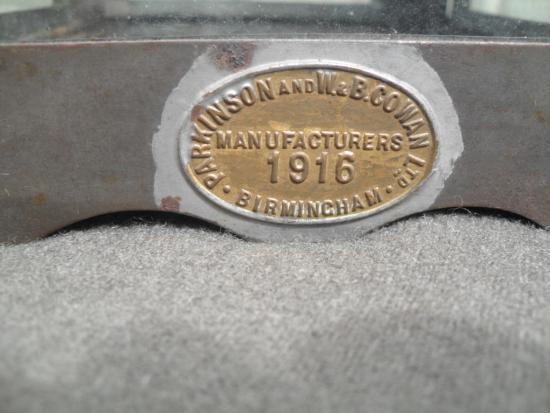 PARKINSON AND W. & B. COWAN LTD
MANUFACTURERS
1916
BIRMINGHAM